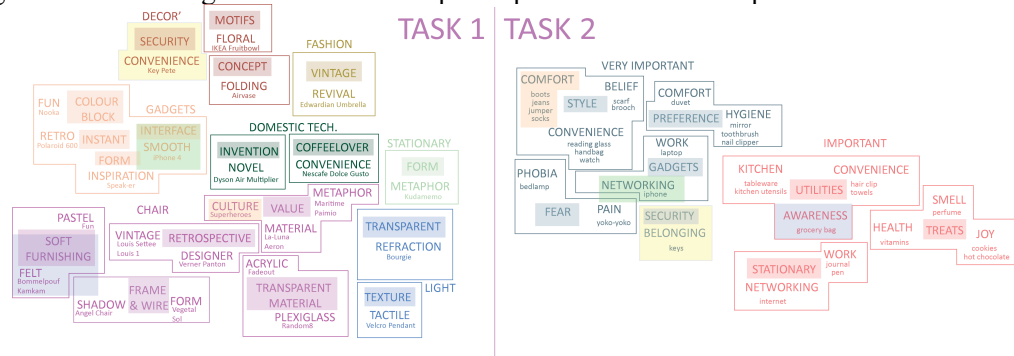 TASK 1
TASK 2
DECOR'
SECURITY
CONVENIENCE
Key Pete
MOTIFS
FLORAL
IKEA Fruitbowl
CONCEPT
FOLDING
Airvase
FASHION
VINTAGE
REVIVAL
Edwardian Umbrella
GADGETS
FUN
Nooka
COLOUR
BLOCK
RETRO
Polaroid 600
INSTANT
INTERFACE
SMOOTH
iPhone 4
FORM
INSPIRATION
Speak-er
DOMESTIC TECH.
INVENTION
NOVEL
Dyson Air Multiplier
COFFEELOVER
CONVENIENCE
Nescafe Dolce Gusto
STATIONARY
FORM
METAPHOR
Kudamemo
CHAIR
PASTEL
Fun
SOFT
FURNISHING
FELT
Bommelpouf
Kamkam
VINTAGE
Louis Settee
Louis 1
RETROSPECTIVE
DESIGNER
Verner Panton
CULTURE
Superheroes
VALUE
METAPHOR
Maritime
Paimio
MATERIAL
La-Luna
Aeron
SHADOW
Angel Chair
FRAME
& WIRE
FORM
Vegetal
Sol
ACRYLIC
Fadeout
TRANSPARENT
MATERIAL
PLEXIGLASS
Random8
TRANSPARENT
REFRACTION
Bourgie
LIGHT
TEXTURE
TACTILE
Velcro Pendant
VERY IMPORTANT
COMFORT
boots
jeans
jumper
socks
STYLE
BELIEF
scarf
brooch
CONVENIENCE
reading glass
handbag
watch
COMFORT
duvet
PREFERENCE
HYGIENE
mirror
toothbrush
nail clipper
WORK
laptop
GADGETS
NETWORKING
iphone
PHOBIA
bedlamp
FEAR
PAIN
yoko-yoko
SECURITY
BELONGING
keys
IMPORTANT
KITCHEN
tableware
kitchen utensils
UTILITIES
CONVENIENCE
hair clip
towels
AWARENESS
grocery bag
SMELL
perfume
HEALTH
vitamins
TREATS
JOY
cookies
hot chocolate
STATIONARY
WORK
journal
pen
NETWORKING
internet